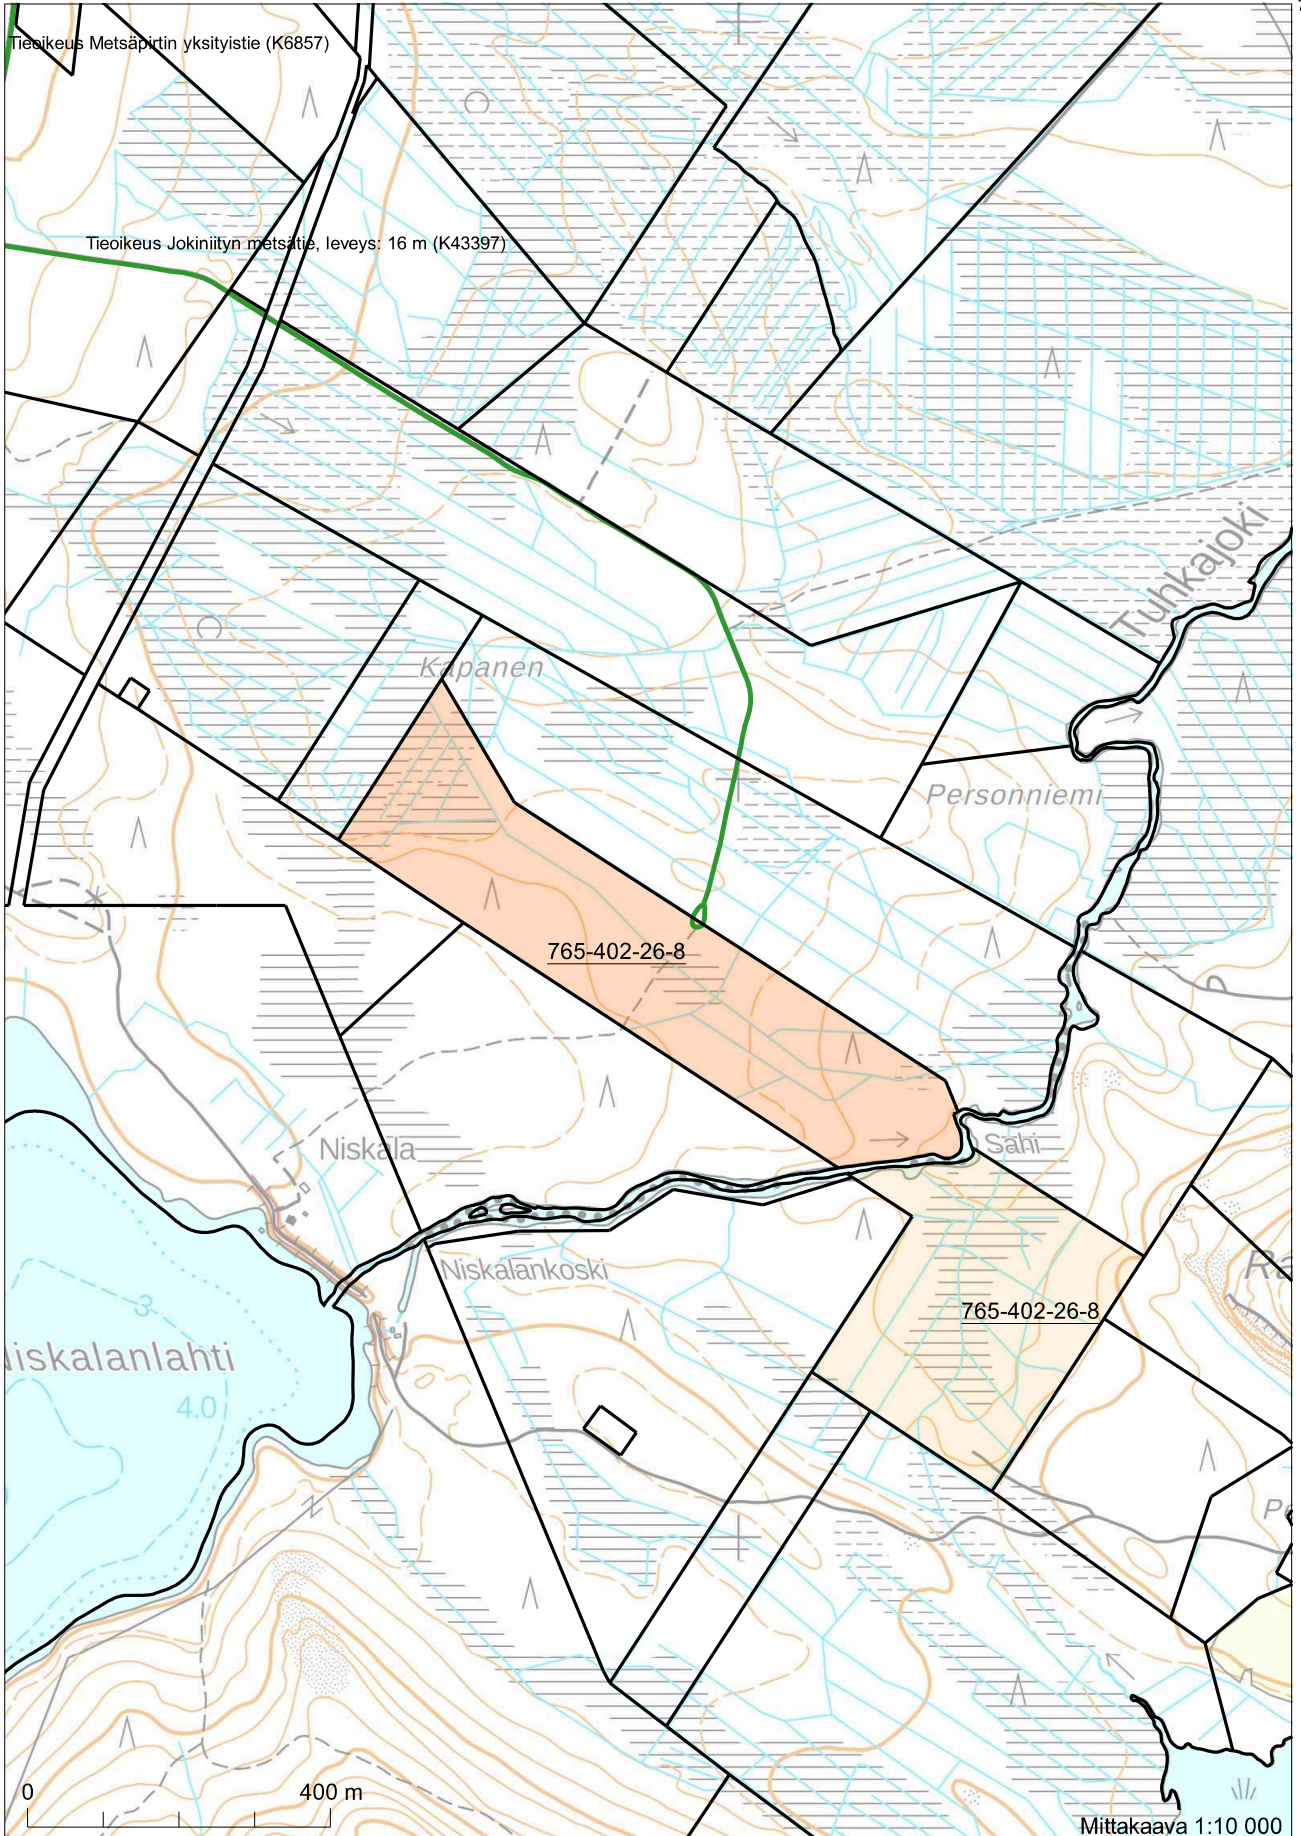 Tieoikeus Metsäpirtin yksityistie (K6857)
Tieoikeus Jokiniityn metsätie, leveys: 16 m (K43397)
Tuhkajoki
Kapanen
Personniemi
765-402-26-8
Niskala
Sahi
Niskalankoski
765-402-26-8
3
4.0
0
400 m
Mittakaava 1:10 000